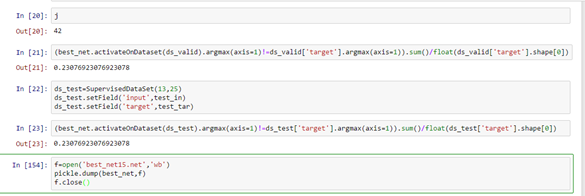 In [20]: j
Out[20]: 42
In [21]: (best_net.activateOnDataset(ds_valid).argmax(axis=1)!=ds_valid['target'].argmax(axis=1)).sum()/float(ds_valid['target'].shape[0])
Out[21]: 0.23076923076923078
In [22]: ds_test=SupervisedDataSet(13,25)
ds_test.setField('input',test_in)
ds_test.setField('target',test_tar)
In [23]: (best_net.activateOnDataset(ds_test).argmax(axis=1)!=ds_test['target'].argmax(axis=1)).sum()/float(ds_test['target'].shape[0])
Out[23]: 0.23076923076923078
In [154]: f=open('best_net15.net','wb')
pickle.dump(best_net,f)
f.close()